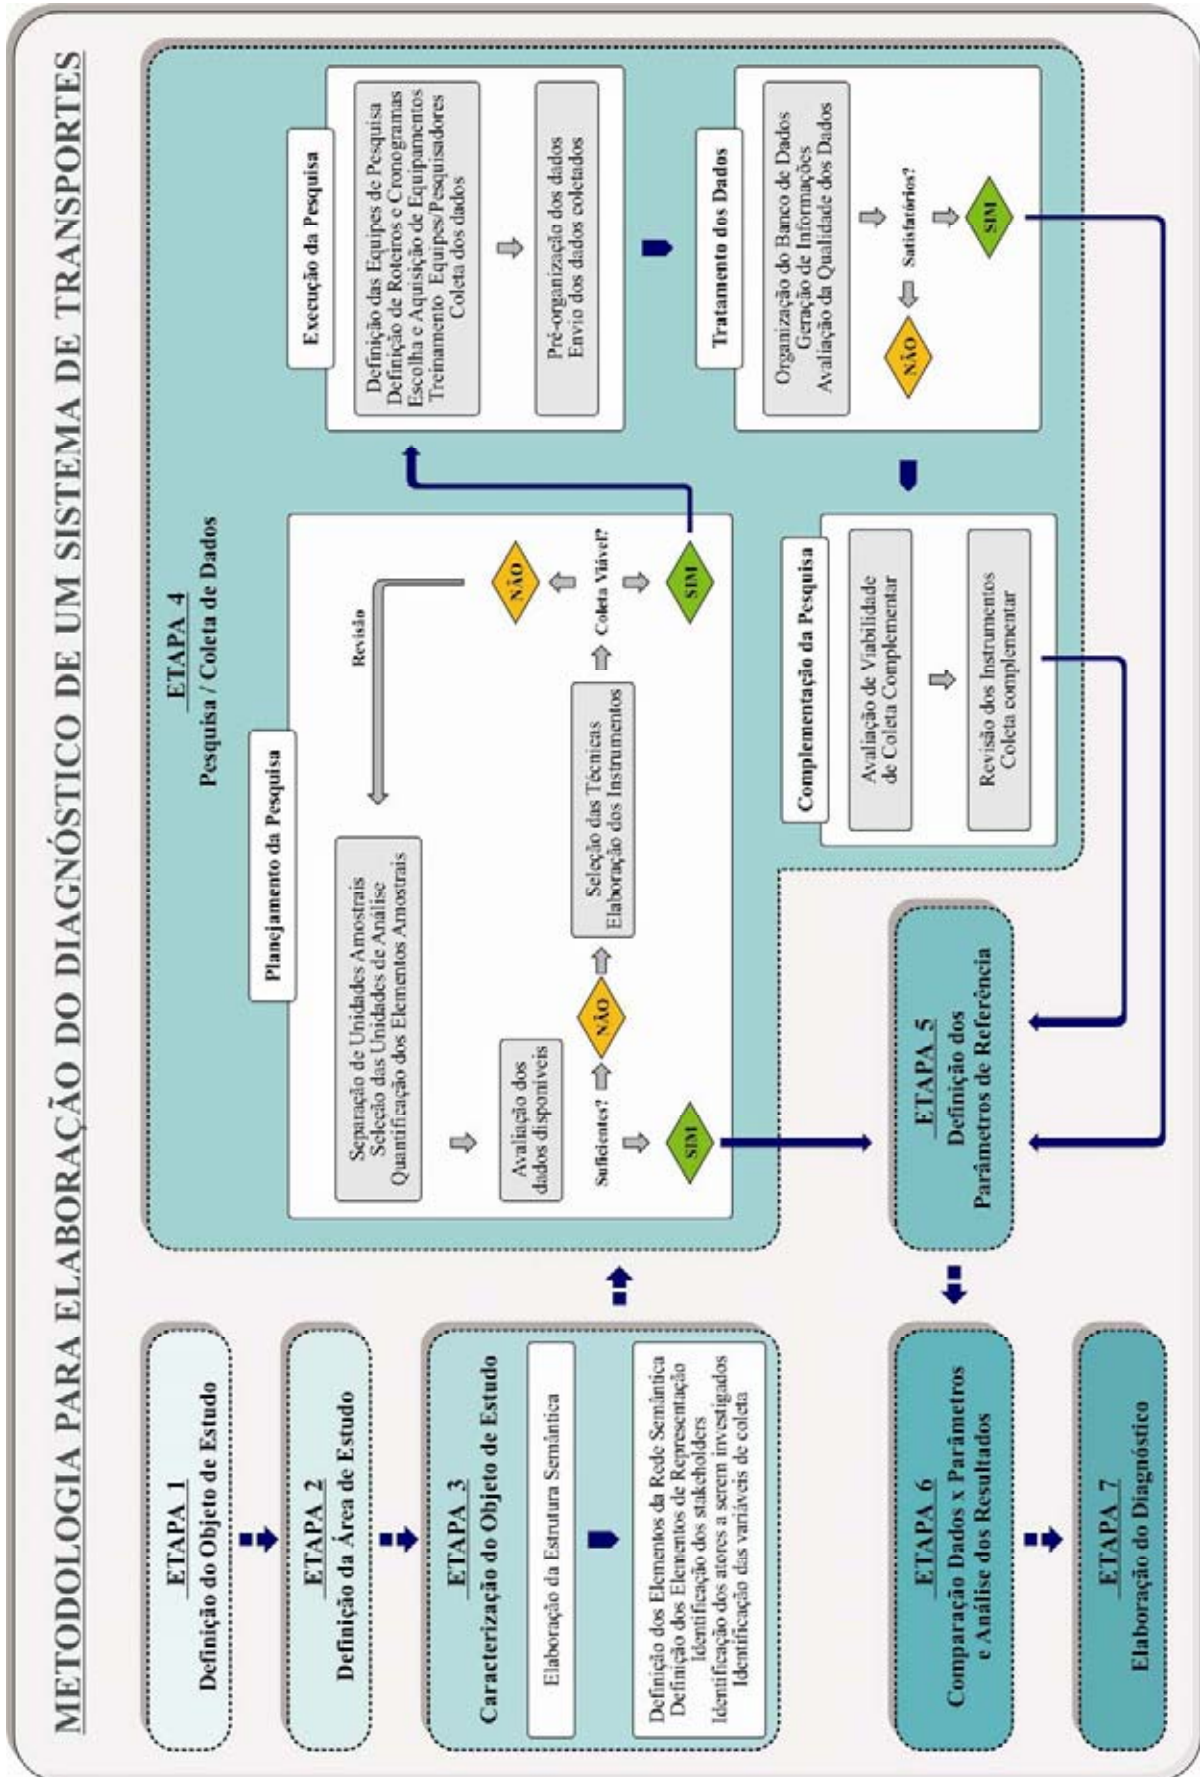 METODOLOGIA PARA ELABORAÇÃO DO DIAGNÓSTICO DE UM SISTEMA DE TRANSPORTES
ETAPA 1
Definição do Objeto de Estudo
ETAPA 2
Definição da Área de Estudo
ETAPA 3
Caracterização do Objeto de Estudo
Elaboração da Estrutura Semântica
Definição dos Elementos da Rede Semântica
Definição dos Elementos de Representação
Identificação dos stakeholders
Identificação dos atores a serem investigados
Identificação das variáveis de coleta
ETAPA 4
Pesquisa / Coleta de Dados
Planejamento da Pesquisa
Separação de Unidades Amostrais
Seleção das Unidades de Análise
Quantificação dos Elementos Amostrais
Revisão
Avaliação dos
dados disponíveis
Suficientes?
NÃO
SIM
Seleção das Técnicas
Elaboração dos Instrumentos
Coleta Viável?
NÃO
SIM
Execução da Pesquisa
Definição das Equipes de Pesquisa
Definição de Roteiros e Cronogramas
Escolha e Aquisição de Equipamentos
Treinamento Equipes/Pesquisadores
Coleta dos dados
Pré-organização dos dados
Envio dos dados coletados
Tratamento dos Dados
Organização do Banco de Dados
Geração de Informações
Avaliação da Qualidade dos Dados
Satisfatórios?
NÃO
SIM
Complementação da Pesquisa
Avaliação de Viabilidade
de Coleta Complementar
Revisão dos Instrumentos
Coleta complementar
ETAPA 5
Definição dos
Parâmetros de Referência
ETAPA 6
Comparação Dados x Parâmetros
e Análise dos Resultados
ETAPA 7
Elaboração do Diagnóstico